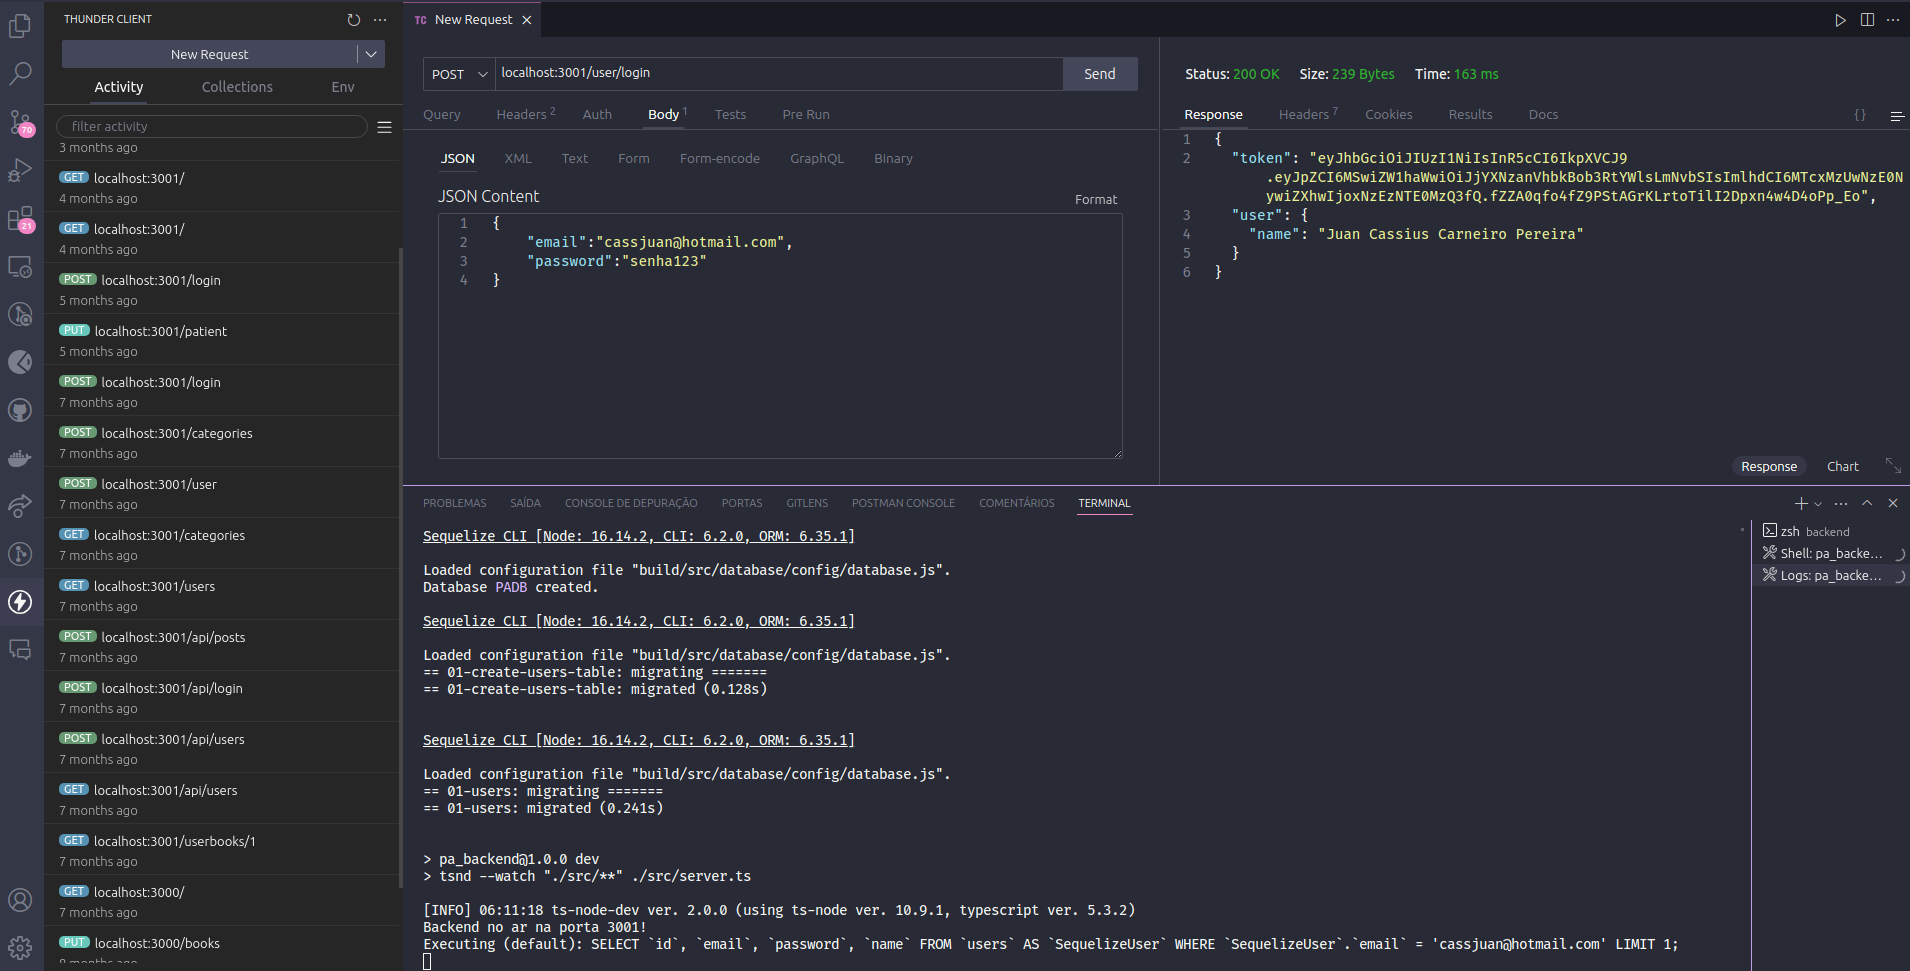 THUNDER CLIENT
New Request
Activity Collections Env
filter activity
3 months ago
GET localhost:3001/
4 months ago
GET localhost:3001/
4 months ago
POST localhost:3001/login
5 months ago
PUT localhost:3001/patient
5 months ago
POST localhost:3001/login
7 months ago
POST localhost:3001/categories
7 months ago
POST localhost:3001/user
7 months ago
GET localhost:3001/categories
7 months ago
GET localhost:3001/users
7 months ago
POST localhost:3001/api/posts
7 months ago
POST localhost:3001/api/login
7 months ago
POST localhost:3001/api/users
7 months ago
GET localhost:3001/api/users
7 months ago
GET localhost:3001/userbooks/1
7 months ago
GET localhost:3000/
7 months ago
PUT localhost:3000/books
8 months ago
70
21
TC New Request
POST localhost:3001/user/login Send
Query Headers 2 Auth Body 1 Tests Pre Run
JSON XML Text Form Form-encode GraphQL Binary
JSON Content Format
1 {
2 "email":"cassjuan@hotmail.com",
3 "password":"senha123"
4 }
Status: 200 OK Size: 239 Bytes Time: 163 ms
Response Headers 7 Cookies Results Docs {}
1 {
2 "token": "eyJhbGciOiJIUzI1NiIsInR5cCI6IkpXVCJ9
.eyJpZCI6MSwiZW1haWwiOiJjYXNzanVhbkBob3RtYWlsLmNvbSIsImlhdCI6MTcxMzUwNzE0N
ywiZXhwIjoxNzEzNTE0MzQ3fQ.fZZA0qfo4fZ9PStAGrKLrtoTilI2Dpxn4w4D4oPp_Eo",
3 "user": {
4 "name": "Juan Cassius Carneiro Pereira"
5 }
6 }
Response Chart
PROBLEMAS SAÍDA CONSOLE DE DEPURAÇÃO PORTAS GITLENS POSTMAN CONSOLE COMENTÁRIOS TERMINAL
Sequelize CLI [Node: 16.14.2, CLI: 6.2.0, ORM: 6.35.1]
Loaded configuration file "build/src/database/config/database.js".
Database PADB created.
Sequelize CLI [Node: 16.14.2, CLI: 6.2.0, ORM: 6.35.1]
Loaded configuration file "build/src/database/config/database.js".
== 01-create-users-table: migrating =======
== 01-create-users-table: migrated (0.128s)
Sequelize CLI [Node: 16.14.2, CLI: 6.2.0, ORM: 6.35.1]
Loaded configuration file "build/src/database/config/database.js".
== 01-users: migrating =======
== 01-users: migrated (0.241s)
> pa_backend@1.0.0 dev
> tsnd --watch "./src/**" ./src/server.ts
[INFO] 06:11:18 ts-node-dev ver. 2.0.0 (using ts-node ver. 10.9.1, typescript ver. 5.3.2)
Backend no ar na porta 3001!
Executing (default): SELECT `id`, `email`, `password`, `name` FROM `users` AS `SequelizeUser` WHERE `SequelizeUser`.`email` = 'cassjuan@hotmail.com' LIMIT 1;
zsh backend
Shell: pa_backe...
Logs: pa_backe...